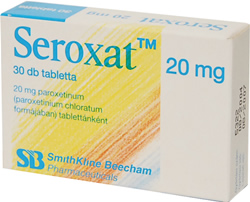 Seroxat™
20 mg
30 db tabletta
20 mg paroxetinum
(paroxetinium chloratum
formájában) tablettánként
SB
SmithKline Beecham
Pharmaceuticals